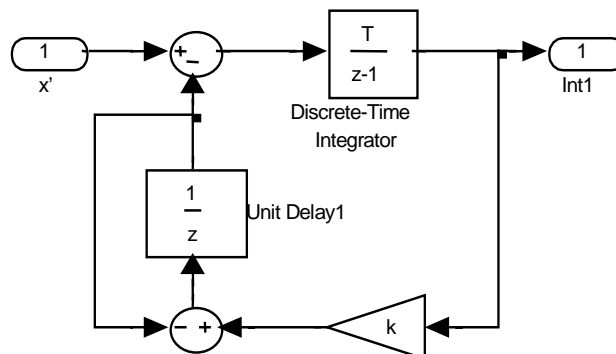 1
x'
+
-
T
z-1
Discrete-Time
Integrator
1
Int1
1
z
Unit Delay1
- +
k